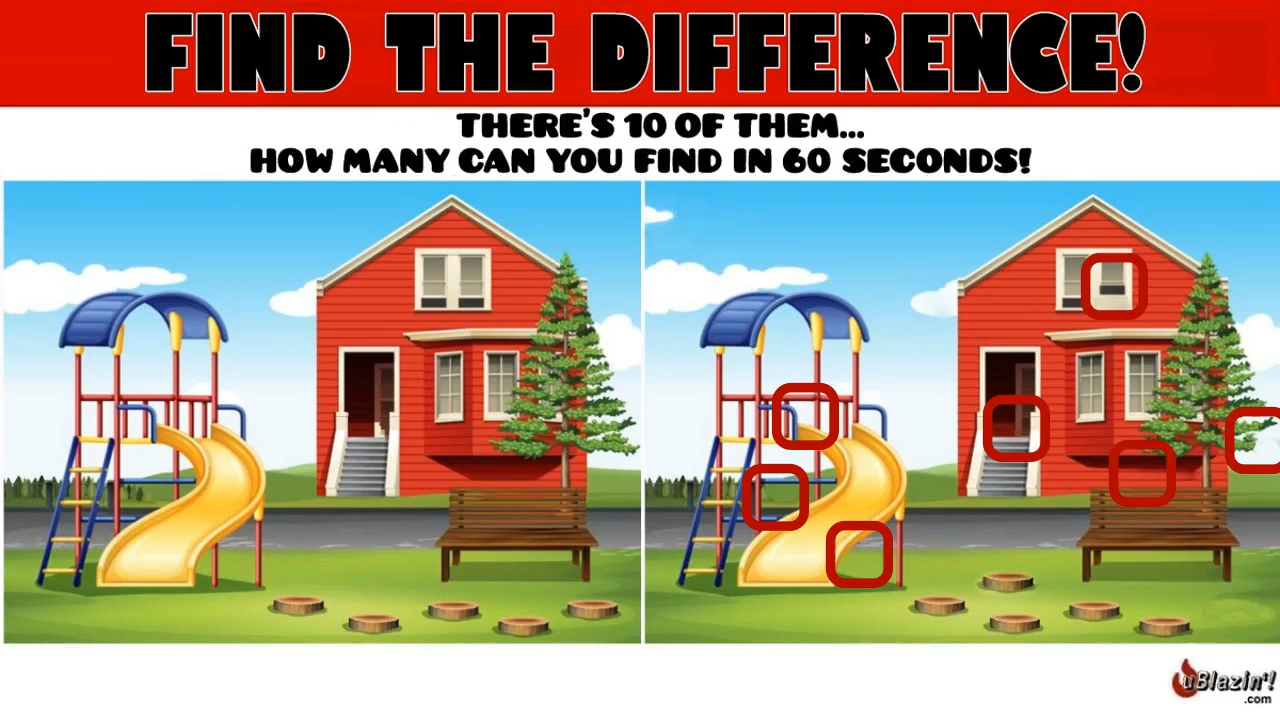 FIND THE DIFFERENCE!
THERE'S 10 OF THEM...
HOW MANY CAN YOU FIND IN 60 SECONDS!
uBlazin'!
.com